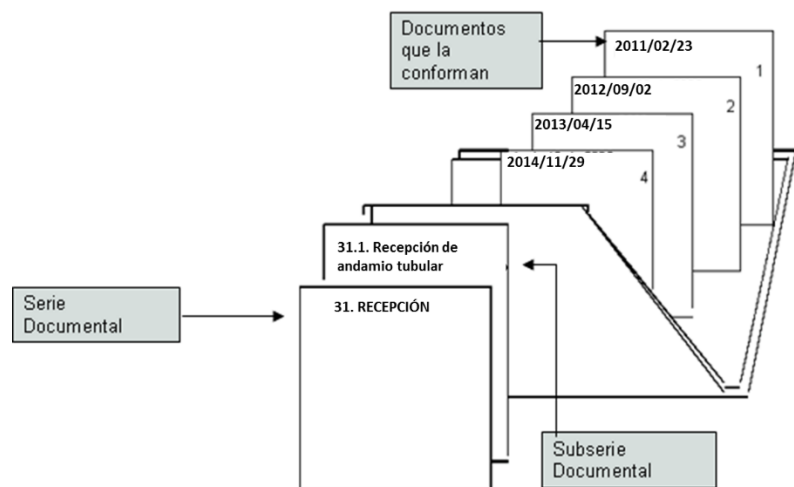 Documentos
que la
conforman
2011/02/23
1
2012/09/02
2
2013/04/15
3
2014/11/29
4
31.1. Recepción de
andamio tubular
31. RECEPCIÓN
Serie
Documental
Subserie
Documental